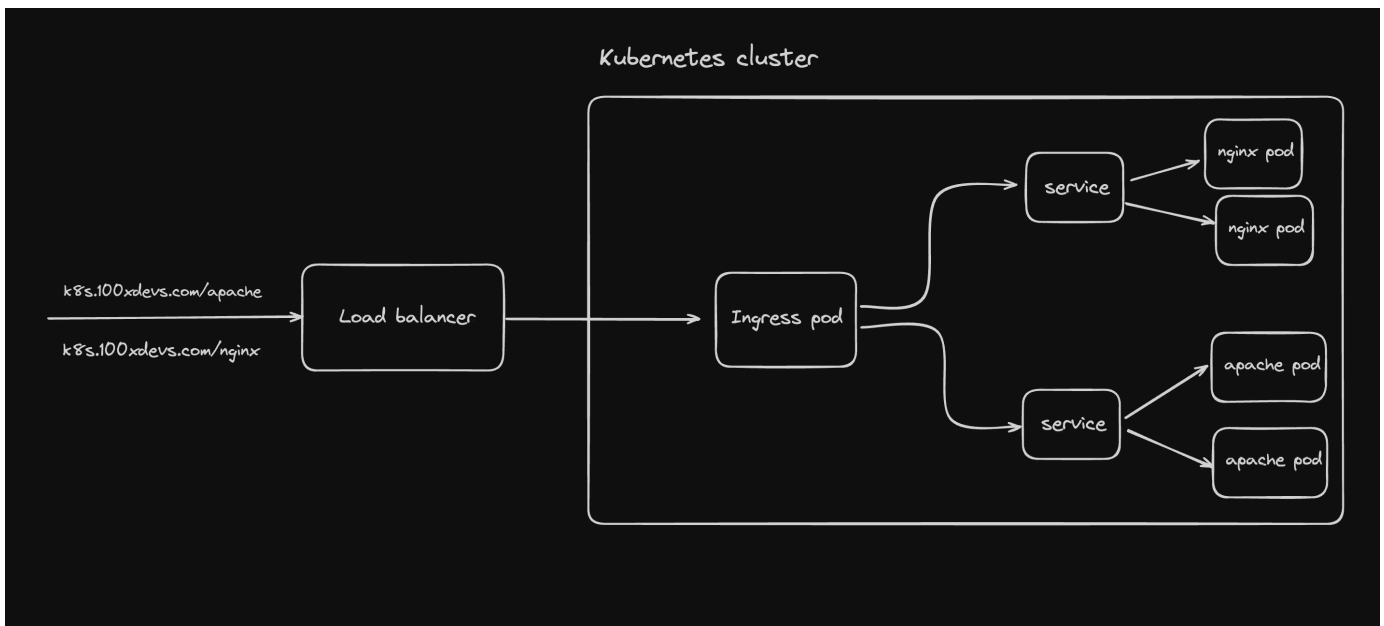 Kubernetes cluster
k8s.100xdevs.com/apache
k8s.100xdevs.com/nginx
Load balancer
Ingress pod
service
nginx pod
nginx pod
service
apache pod
apache pod